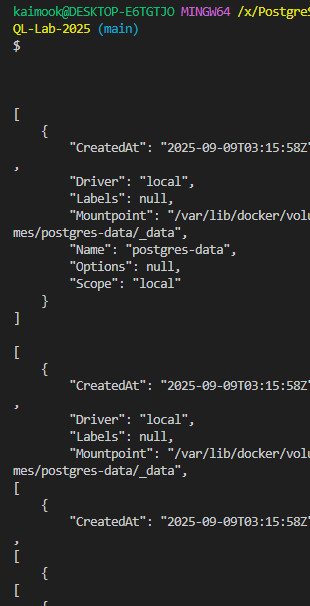 kaimook@DESKTOP-E6TGTJO MINGW64 /x/PostgreS
QL-Lab-2025 (main)
$
[
    {
        "CreatedAt": "2025-09-09T03:15:58Z"
,
        "Driver": "local",
        "Labels": null,
        "Mountpoint": "/var/lib/docker/volu
mes/postgres-data/_data",
        "Name": "postgres-data",
        "Options": null,
        "Scope": "local"
    }
]
[
    {
        "CreatedAt": "2025-09-09T03:15:58Z"
,
        "Driver": "local",
        "Labels": null,
        "Mountpoint": "/var/lib/docker/volu
mes/postgres-data/_data",
[
    {
        "CreatedAt": "2025-09-09T03:15:58Z"
,
[
    {
[
    {